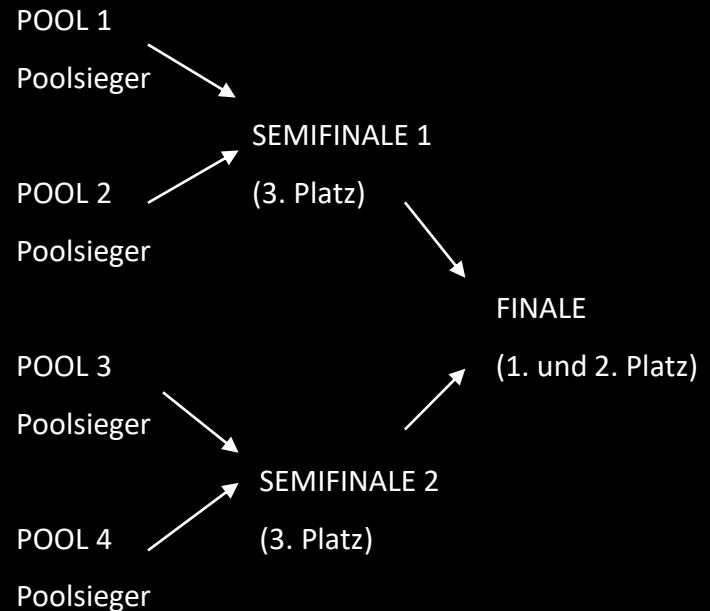 POOL 1
Poolsieger
SEMIFINALE 1
POOL 2
(3. Platz)
Poolsieger
FINALE
POOL 3
(1. und 2. Platz)
Poolsieger
SEMIFINALE 2
POOL 4
(3. Platz)
Poolsieger